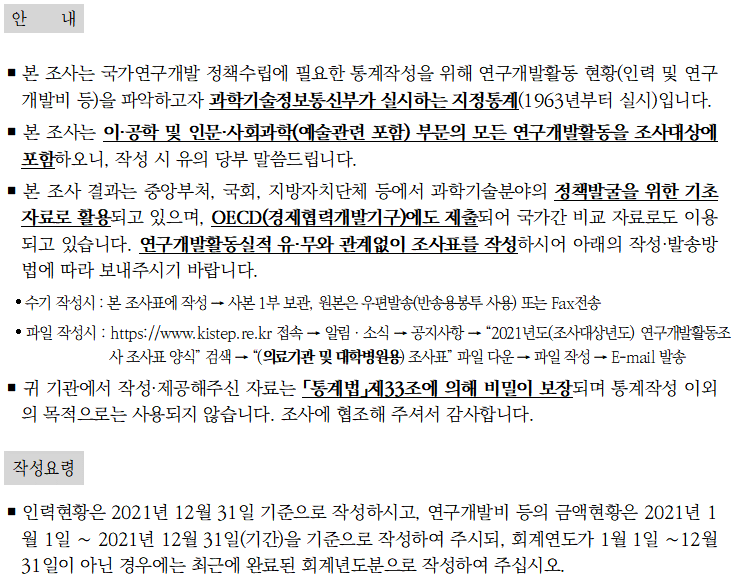 안 내
■ 본 조사는 국가연구개발 정책수립에 필요한 통계작성을 위해 연구개발활동 현황(인력 및 연구
개발비 등)을 파악하고자 과학기술정보통신부가 실시하는 지정통계(1963년부터 실시)입니다.
■ 본 조사는 이·공학 및 인문·사회과학(예술관련 포함) 부문의 모든 연구개발활동을 조사대상에
포함하오니, 작성 시 유의 당부 말씀드립니다.
■ 본 조사 결과는 중앙부처, 국회, 지방자치단체 등에서 과학기술분야의 정책발굴을 위한 기초
자료로 활용되고 있으며, OECD(경제협력개발기구)에도 제출되어 국가간 비교 자료로도 이용
되고 있습니다. 연구개발활동실적 유·무와 관계없이 조사표를 작성하시어 아래의 작성·발송방
법에 따라 보내주시기 바랍니다.
• 수기 작성시 : 본 조사표에 작성 → 사본 1부 보관, 원본은 우편발송(반송용봉투 사용) 또는 Fax전송
• 파일 작성시 : https://www.kistep.re.kr 접속 → 알림ㆍ소식 → 공지사항 → “2021년도(조사대상년도) 연구개발활동조
사 조사표 양식” 검색 → “(의료기관 및 대학병원용) 조사표” 파일 다운 → 파일 작성 → E-mail 발송
■ 귀 기관에서 작성·제공해주신 자료는 「통계법」제33조에 의해 비밀이 보장되며 통계작성 이외
의 목적으로는 사용되지 않습니다. 조사에 협조해 주셔서 감사합니다.
작성요령
■ 인력현황은 2021년 12월 31일 기준으로 작성하시고, 연구개발비 등의 금액현황은 2021년 1
월 1일 ~ 2021년 12월 31일(기간)을 기준으로 작성하여 주시되, 회계연도가 1월 1일 ~12월
31일이 아닌 경우에는 최근에 완료된 회계년도분으로 작성하여 주십시오.